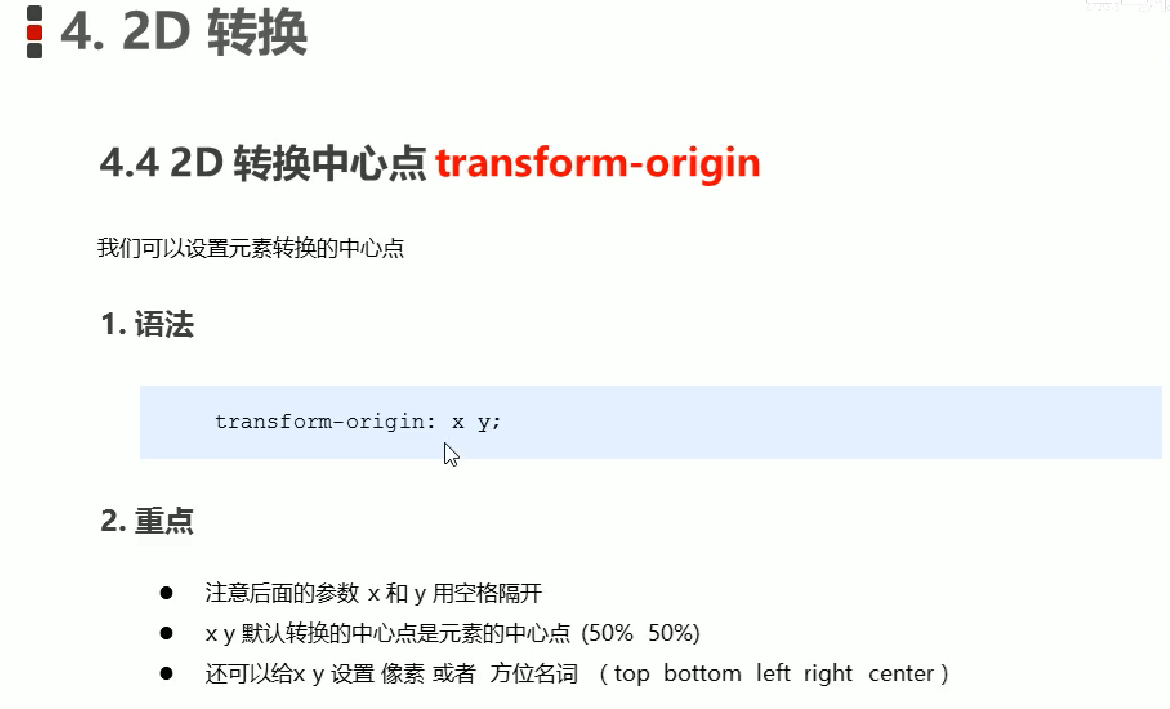 4. 2D 转换
4.4 2D 转换中心点 transform-origin
我们可以设置元素转换的中心点
1. 语法
transform-origin: x y;
2. 重点
● 注意后面的参数 x 和 y 用空格隔开
● x y 默认转换的中心点是元素的中心点 (50% 50%)
● 还可以给x y 设置 像素 或者 方位名词 ( top bottom left right center )